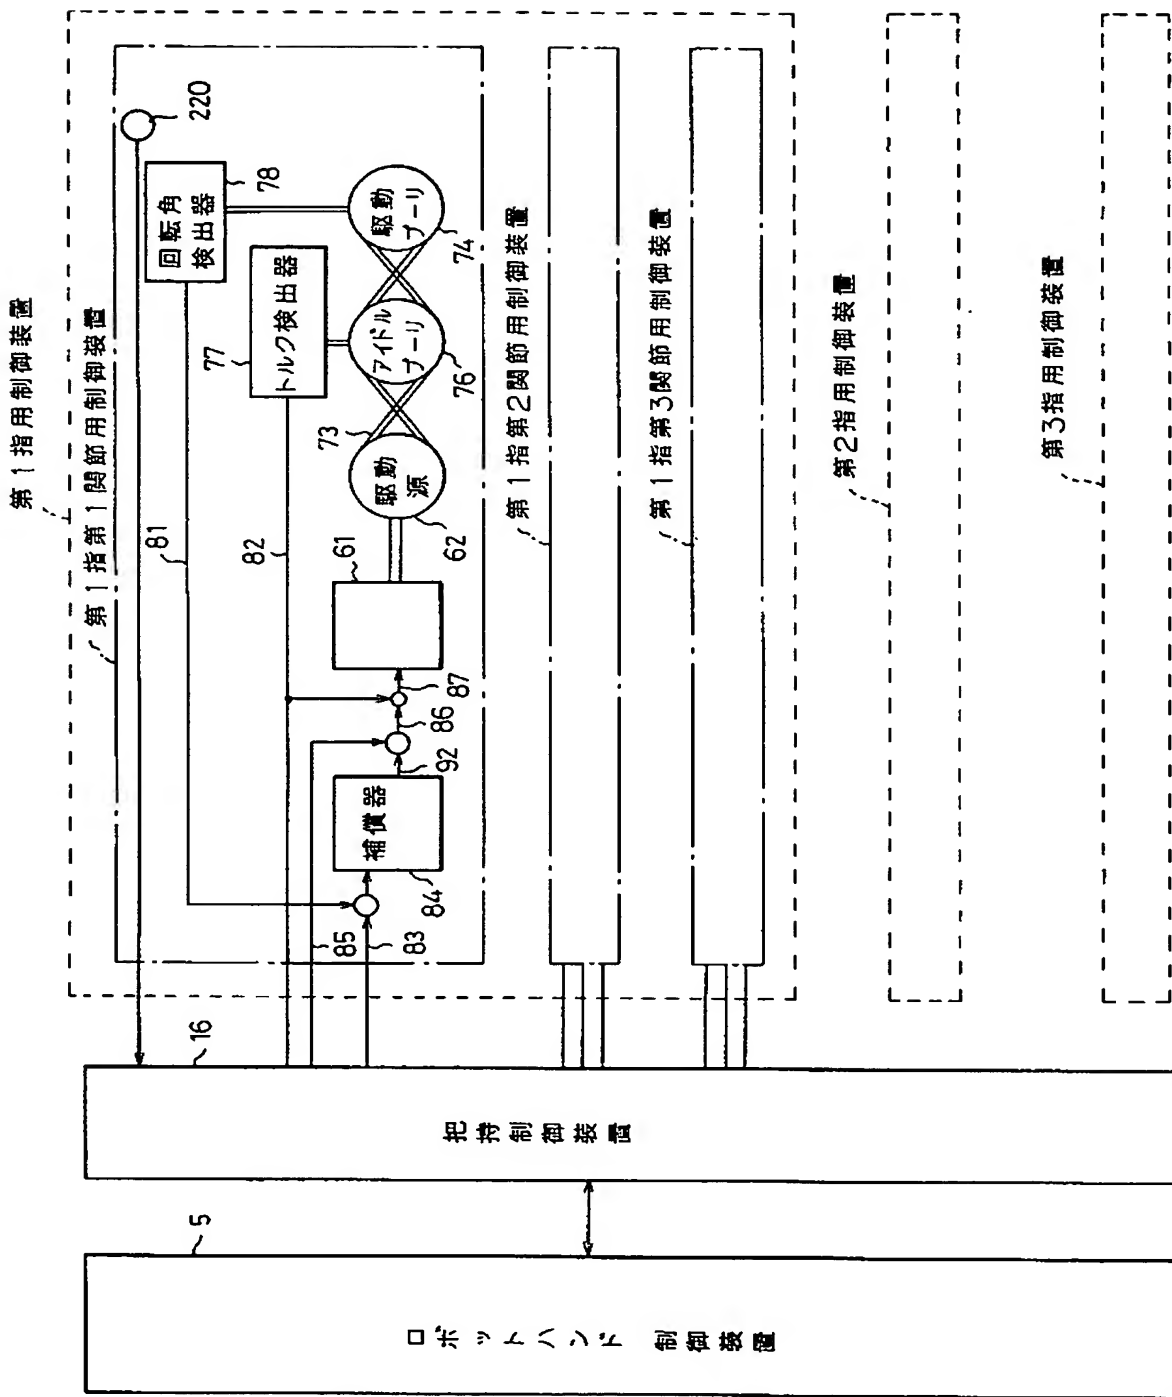 第1指用制御装置
第1指第1関節用制御装置
220
回転角
検出器
78
81
トルク検出器
77
82
駆動
プーリ
74
アイドル
プーリ
76
73
駆動
源
62
61
87
86
92
補償器
84
85
83
第1指第2関節用制御装置
第1指第3関節用制御装置
第2指用制御装置
第3指用制御装置
16
把持制御装置
5
ロボットハンド 制御装置